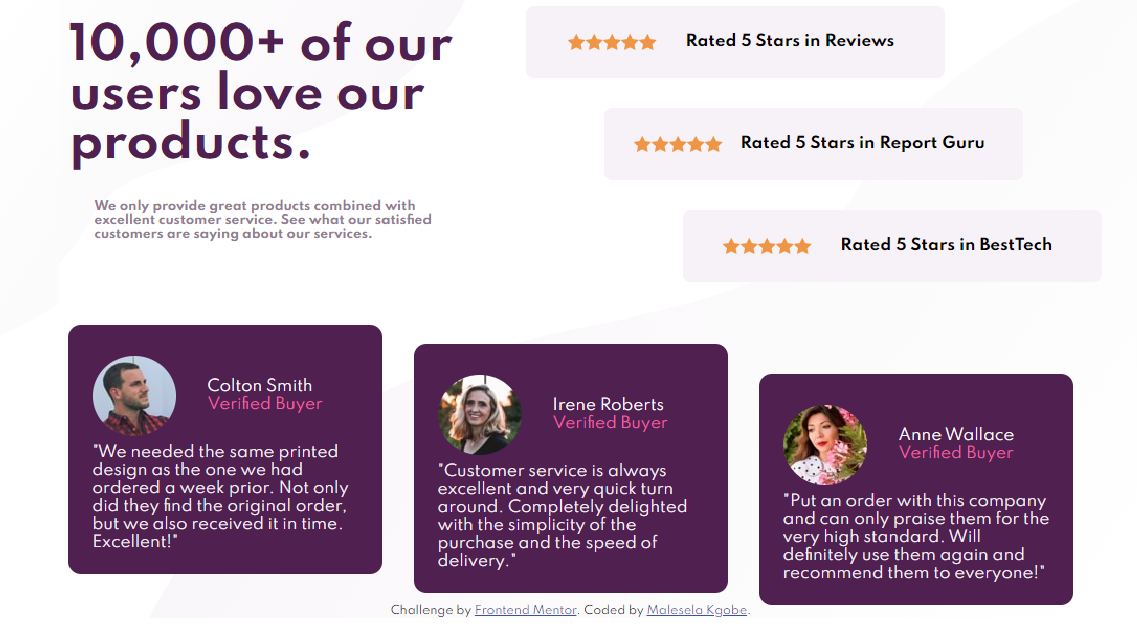 10,000+ of our
users love our
products.
We only provide great products combined with
excellent customer service. See what our satisfied
customers are saying about our services.
Rated 5 Stars in Reviews
Rated 5 Stars in Report Guru
Rated 5 Stars in BestTech
Colton Smith
Verified Buyer
"We needed the same printed
design as the one we had
ordered a week prior. Not only
did they find the original order,
but we also received it in time.
Excellent!"
Irene Roberts
Verified Buyer
"Customer service is always
excellent and very quick turn
around. Completely delighted
with the simplicity of the
purchase and the speed of
delivery."
Anne Wallace
Verified Buyer
"Put an order with this company
and can only praise them for the
very high standard. Will
definitely use them again and
recommend them to everyone!"
Challenge by Frontend Mentor. Coded by Malesela Kgobe.